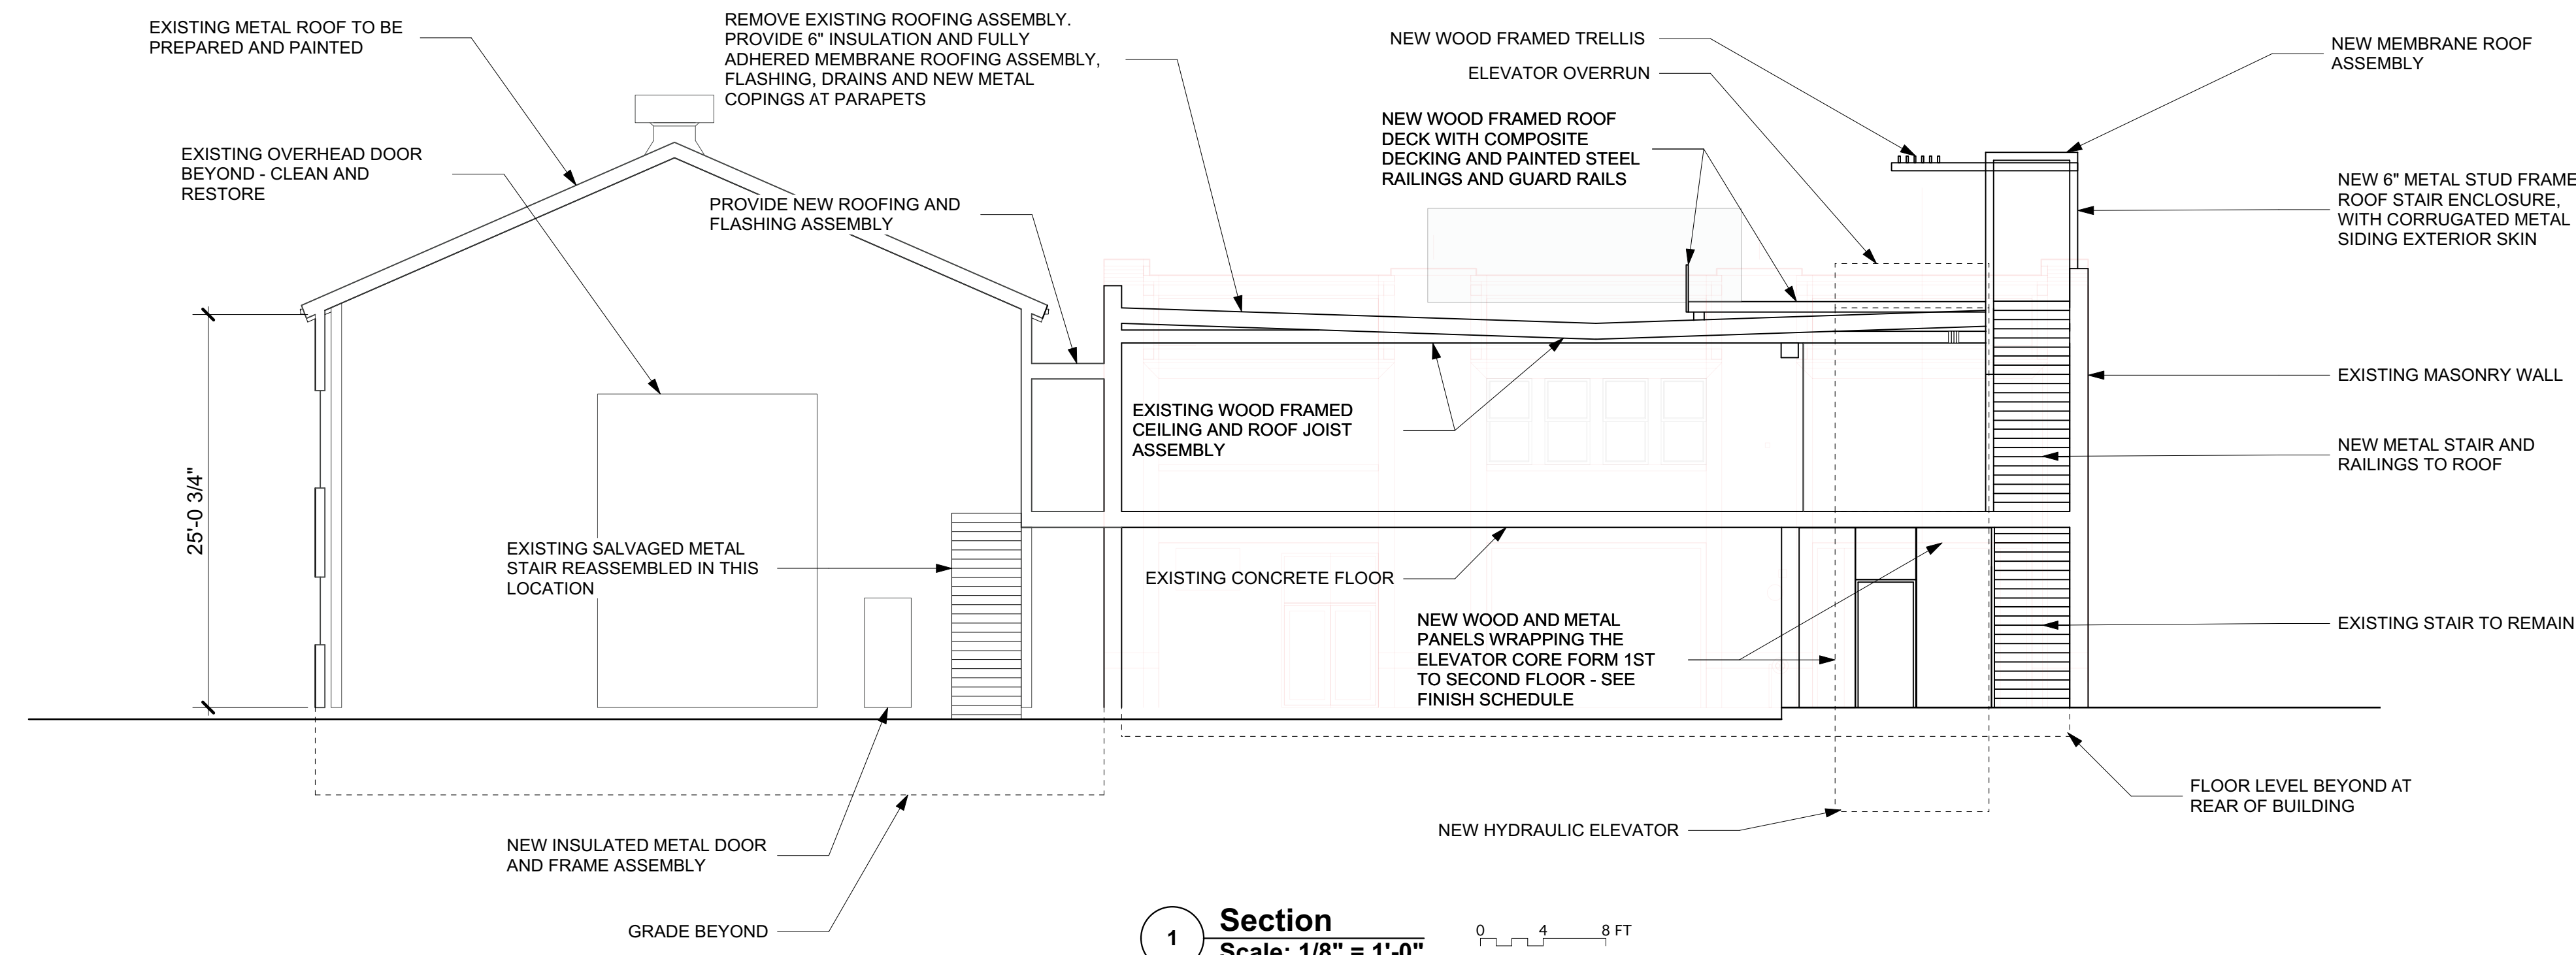 EXISTING METAL ROOF TO BE
PREPARED AND PAINTED
REMOVE EXISTING ROOFING ASSEMBLY.
PROVIDE 6" INSULATION AND FULLY
ADHERED MEMBRANE ROOFING ASSEMBLY,
FLASHING, DRAINS AND NEW METAL
COPINGS AT PARAPETS
NEW WOOD FRAMED TRELLIS
ELEVATOR OVERRUN
NEW MEMBRANE ROOF
ASSEMBLY
NEW WOOD FRAMED ROOF
DECK WITH COMPOSITE
DECKING AND PAINTED STEEL
RAILINGS AND GUARD RAILS
EXISTING OVERHEAD DOOR
BEYOND - CLEAN AND
RESTORE
PROVIDE NEW ROOFING AND
FLASHING ASSEMBLY
NEW 6" METAL STUD FRAME
ROOF STAIR ENCLOSURE,
WITH CORRUGATED METAL
SIDING EXTERIOR SKIN
EXISTING MASONRY WALL
EXISTING WOOD FRAMED
CEILING AND ROOF JOIST
ASSEMBLY
NEW METAL STAIR AND
RAILINGS TO ROOF
25'-0 3/4"
EXISTING SALVAGED METAL
STAIR REASSEMBLED IN THIS
LOCATION
EXISTING CONCRETE FLOOR
NEW WOOD AND METAL
PANELS WRAPPING THE
ELEVATOR CORE FORM 1ST
TO SECOND FLOOR - SEE
FINISH SCHEDULE
EXISTING STAIR TO REMAIN
FLOOR LEVEL BEYOND AT
REAR OF BUILDING
NEW HYDRAULIC ELEVATOR
NEW INSULATED METAL DOOR
AND FRAME ASSEMBLY
GRADE BEYOND
1
Section
Scale: 1/8" = 1'-0"
0 4 8 FT